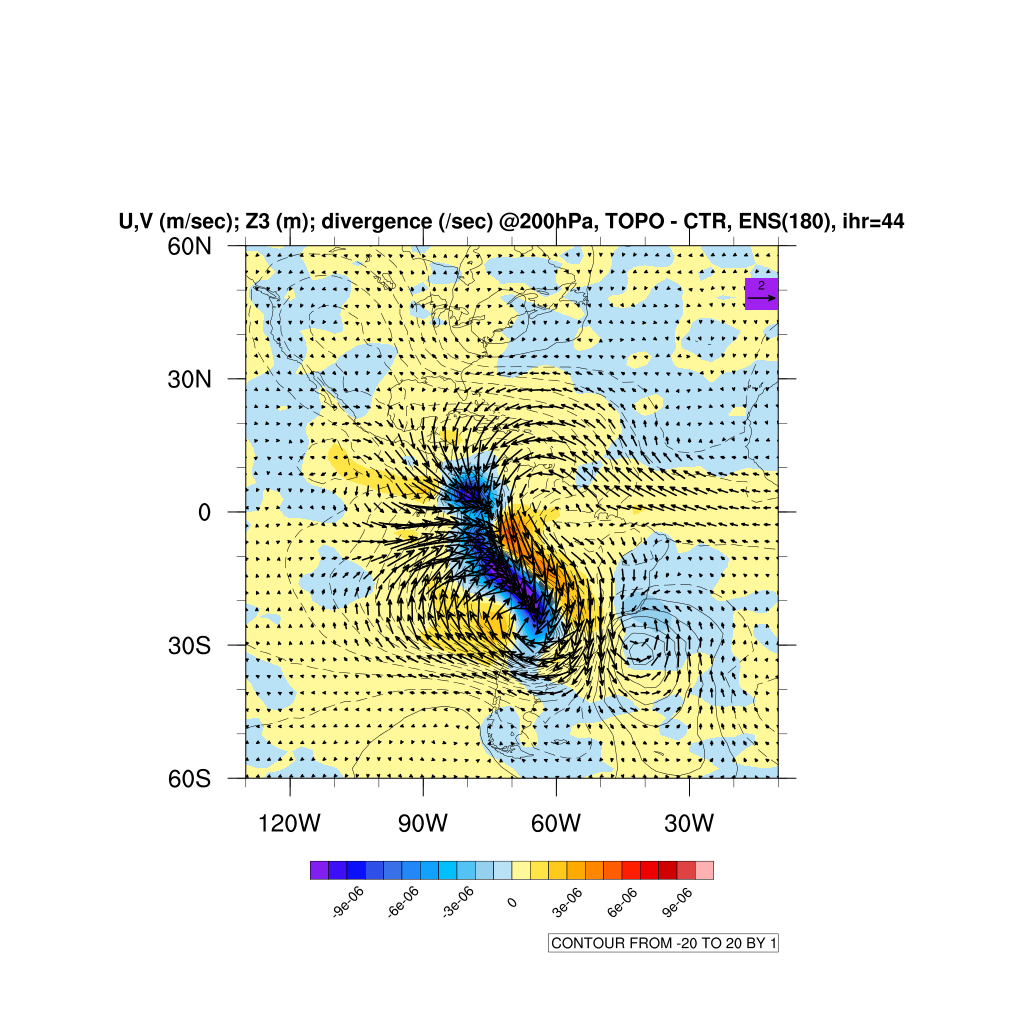 U,V (m/sec); Z3 (m); divergence (/sec) @200hPa, TOPO - CTR, ENS(180), ihr=44
60N
2
30N
0
30S
60S
120W 90W 60W 30W
-9e-06 -6e-06 -3e-06 0 3e-06 6e-06 9e-06
CONTOUR FROM -20 TO 20 BY 1